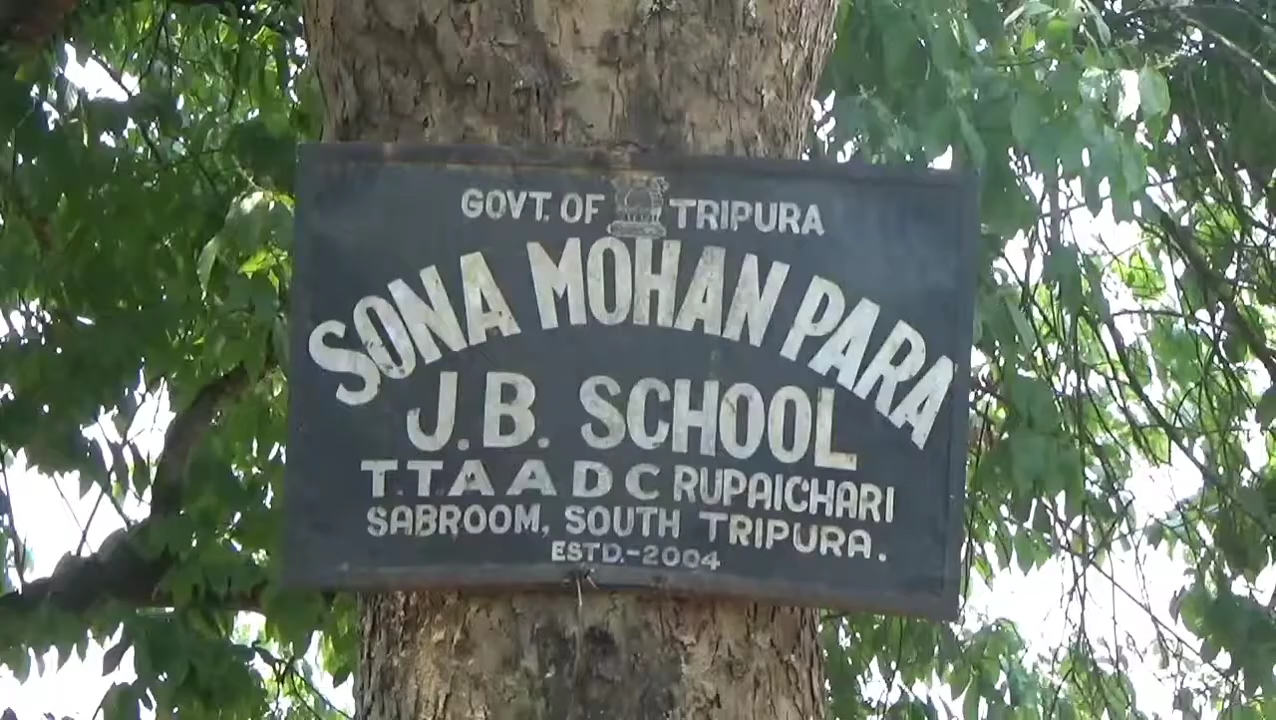 GOVT. OF TRIPURA
SONA MOHAN PARA
J.B. SCHOOL
T.T.A A D C RUPAICHARI
SABROOM, SOUTH TRIPURA.
ESTD.-2004